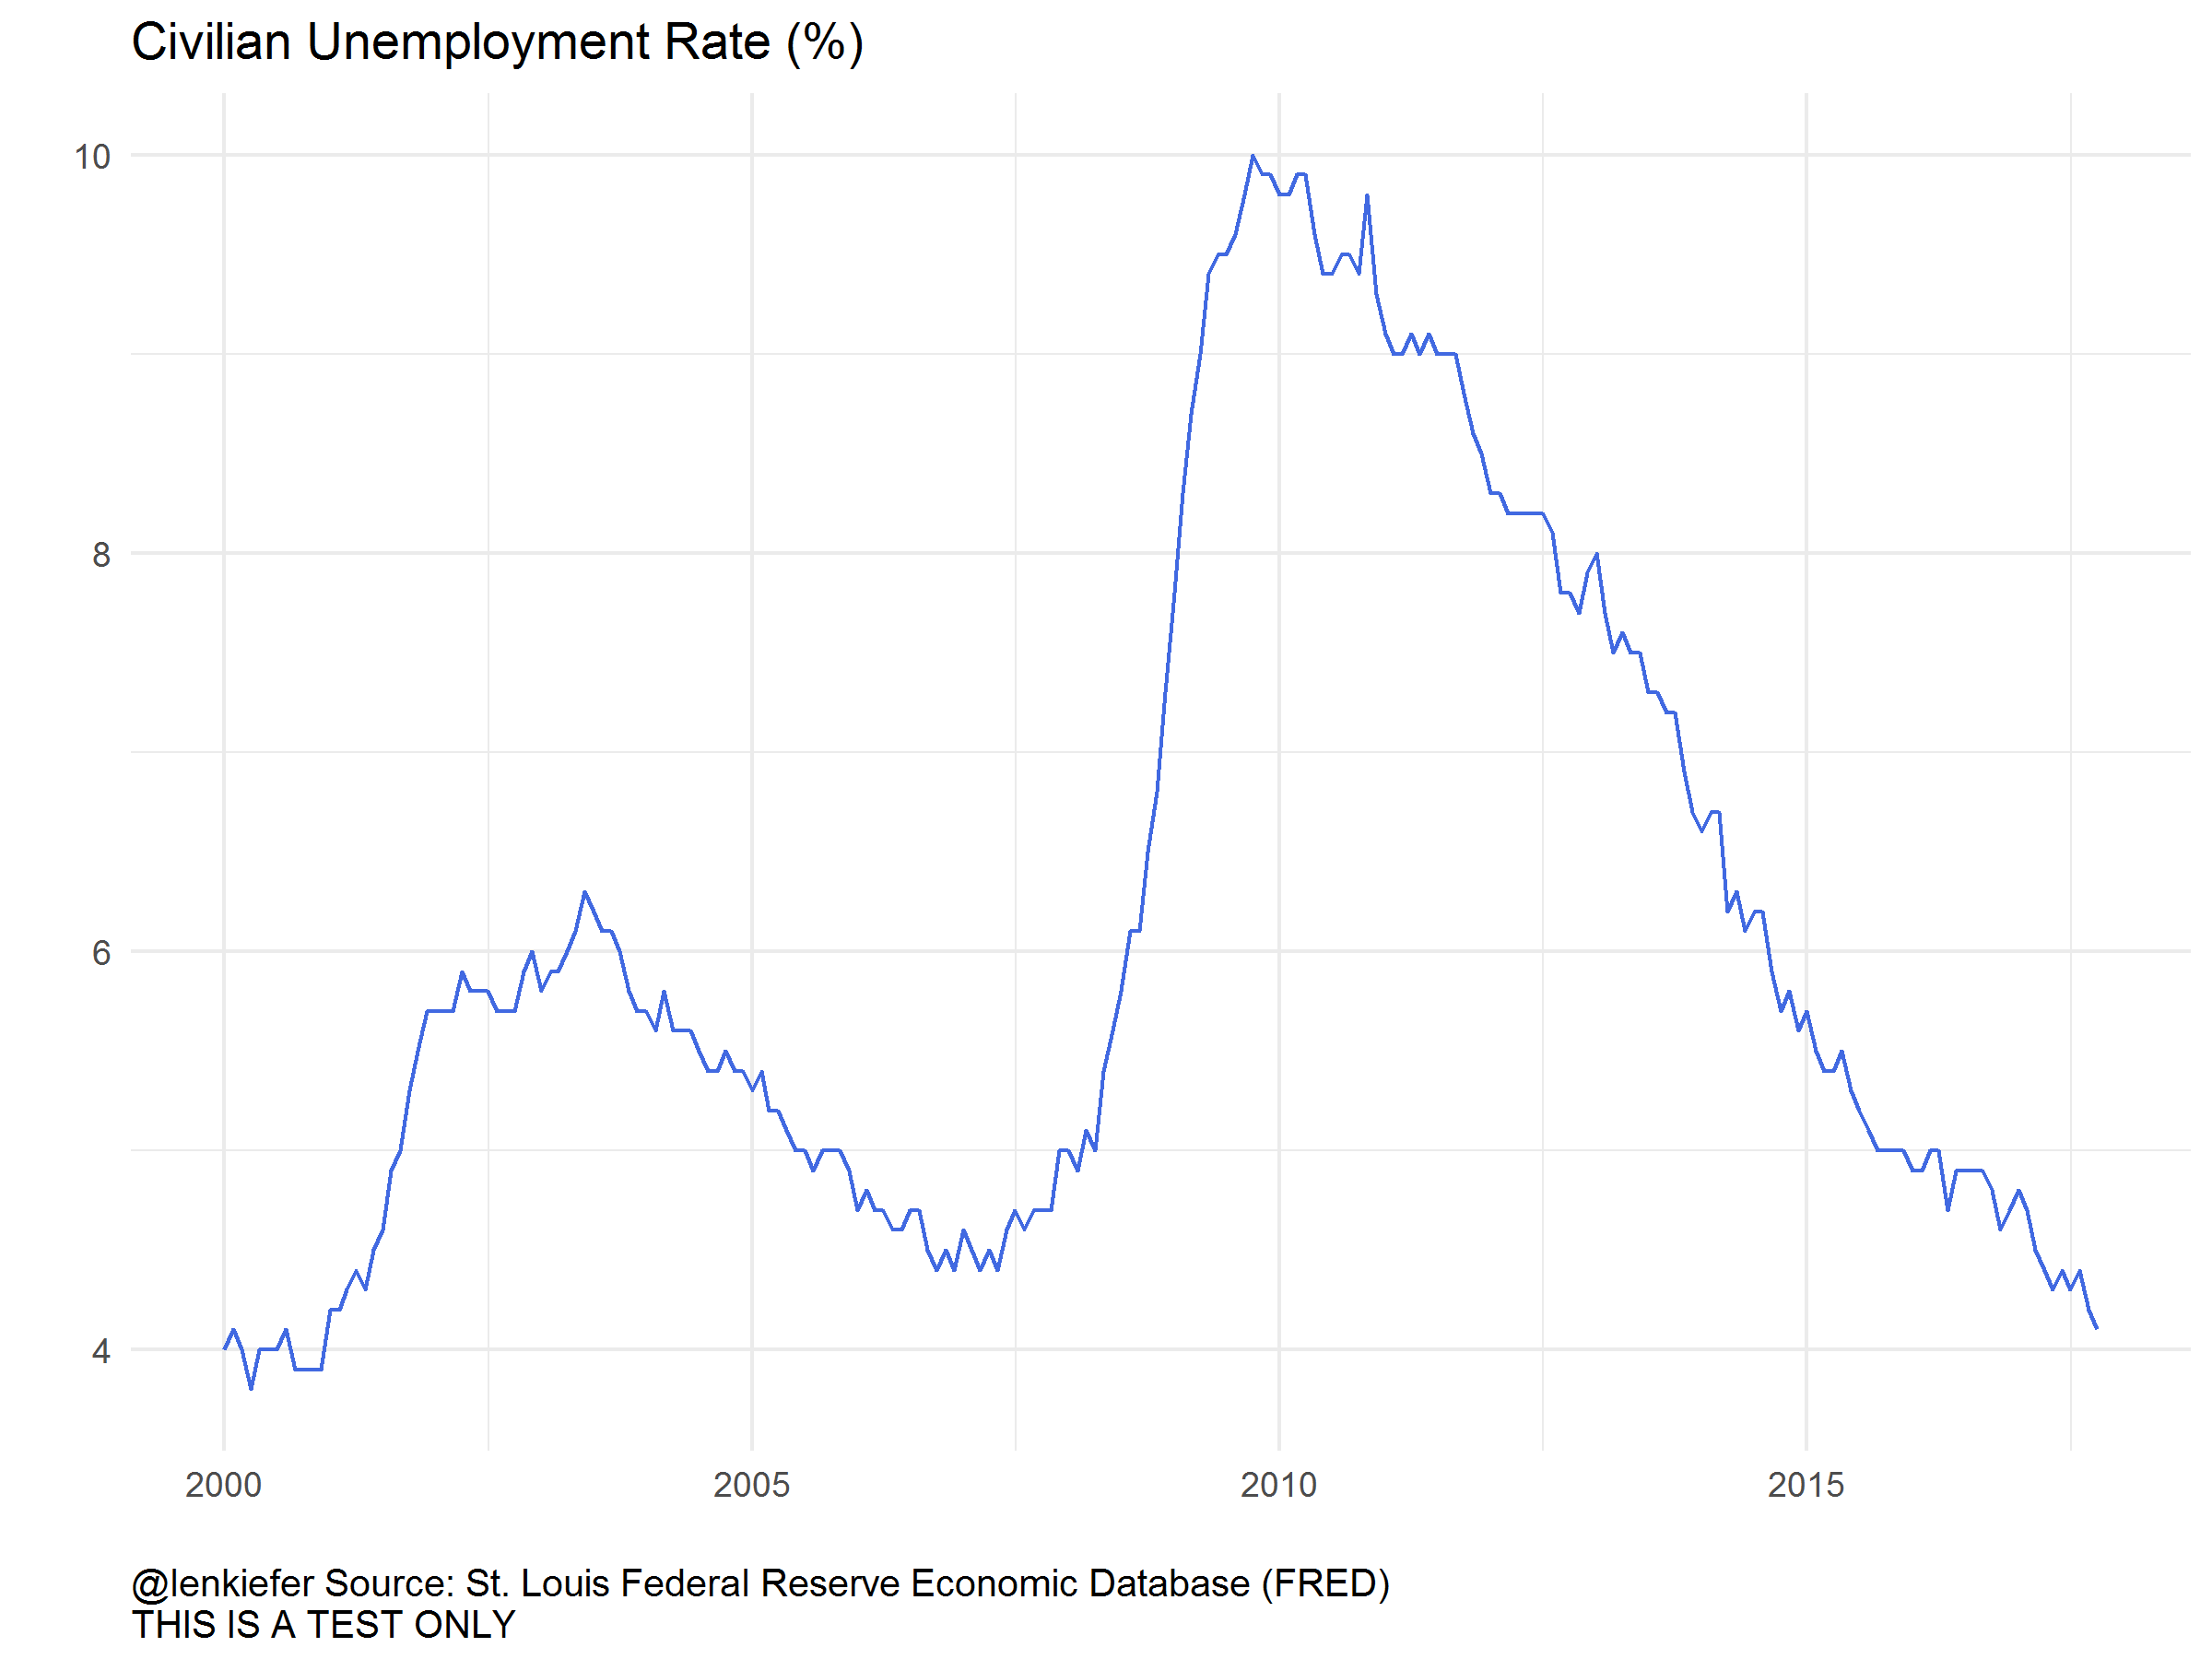 Civilian Unemployment Rate (%)
10
8
6
4
2000 2005 2010 2015
@lenkiefer Source: St. Louis Federal Reserve Economic Database (FRED)
THIS IS A TEST ONLY